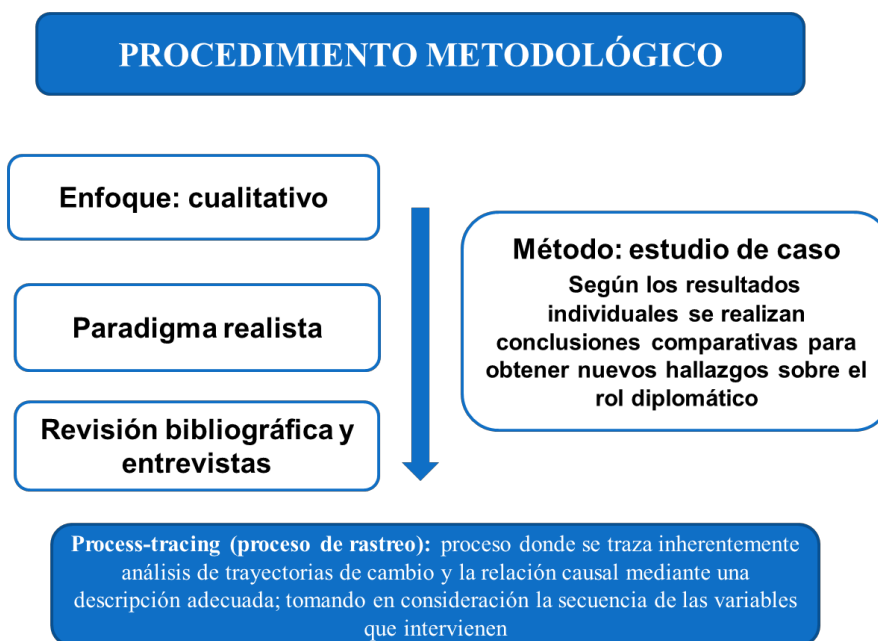 PROCEDIMIENTO METODOLÓGICO
Enfoque: cualitativo
Paradigma realista
Revisión bibliográfica y
entrevistas
Método: estudio de caso
Según los resultados
individuales se realizan
conclusiones comparativas para
obtener nuevos hallazgos sobre el
rol diplomático
Process-tracing (proceso de rastreo): proceso donde se traza inherentemente
análisis de trayectorias de cambio y la relación causal mediante una
descripción adecuada; tomando en consideración la secuencia de las variables
que intervienen